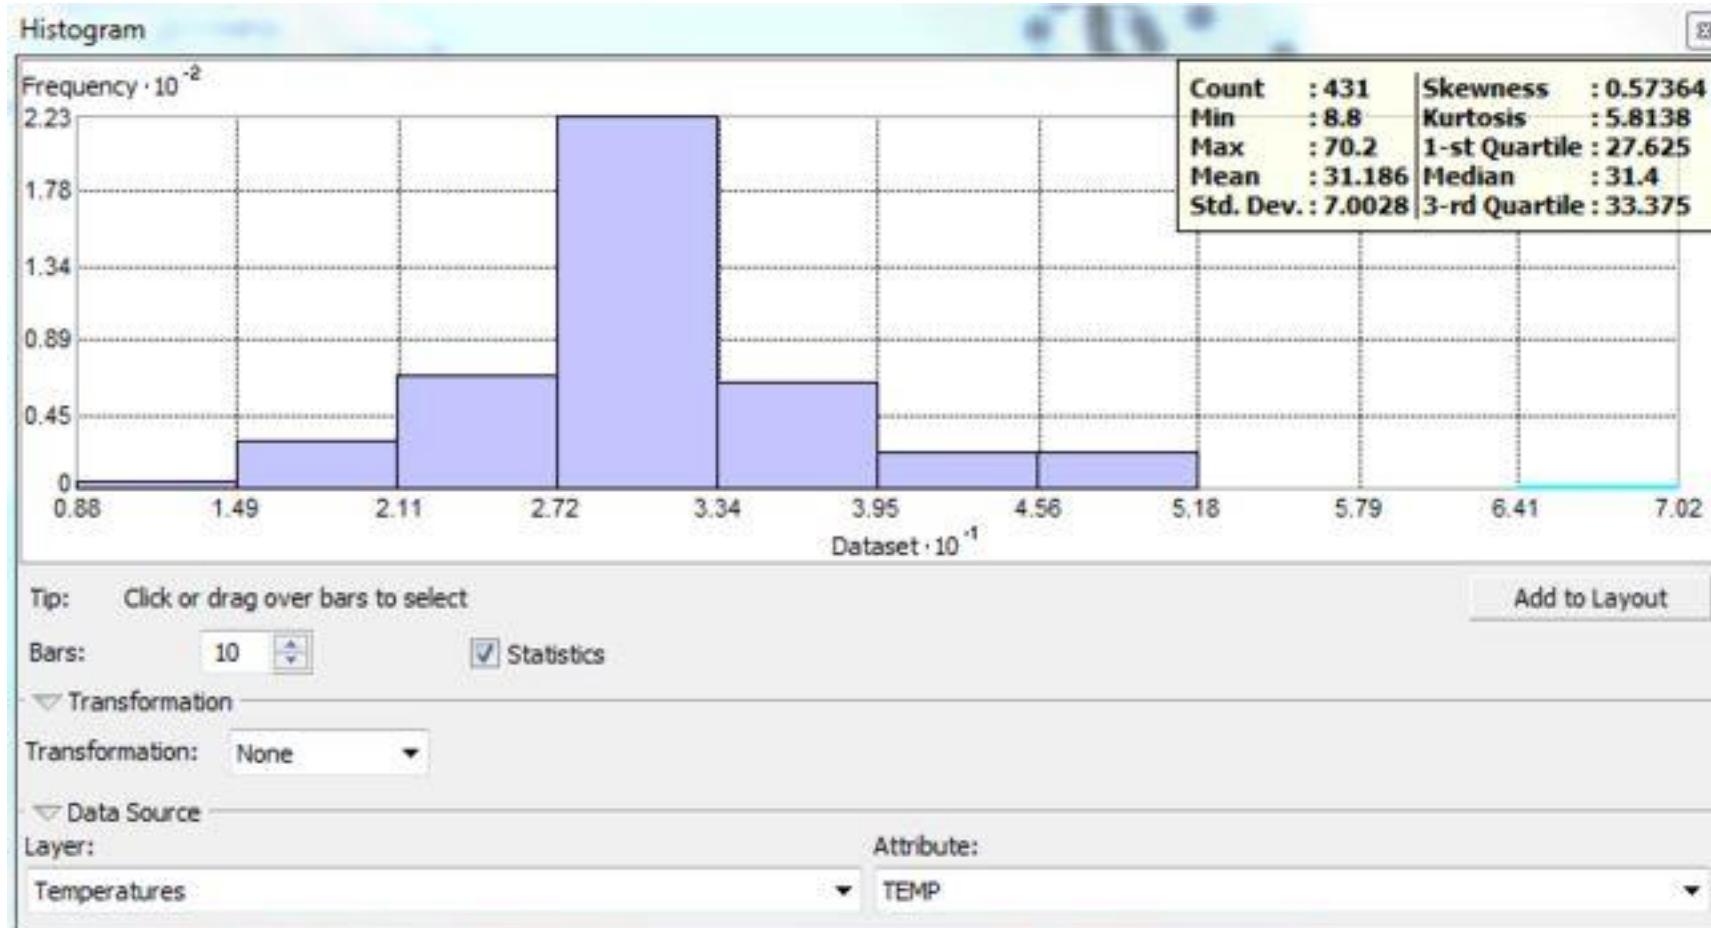 Histogram
Frequency · 10 -2
Count : 431 Skewness : 0.57364
Min : 8.8 Kurtosis : 5.8138
Max : 70.2 1-st Quartile : 27.625
Mean : 31.186 Median : 31.4
Std. Dev. : 7.0028 3-rd Quartile : 33.375
2.23
1.78
1.34
0.89
0.45
0
0.88 1.49 2.11 2.72 3.34 3.95 4.56 5.18 5.79 6.41 7.02
Dataset · 10 -1
Tip: Click or drag over bars to select Add to Layout
Bars: 10 Statistics
Transformation
Transformation: None
Data Source
Layer: Attribute:
Temperatures TEMP